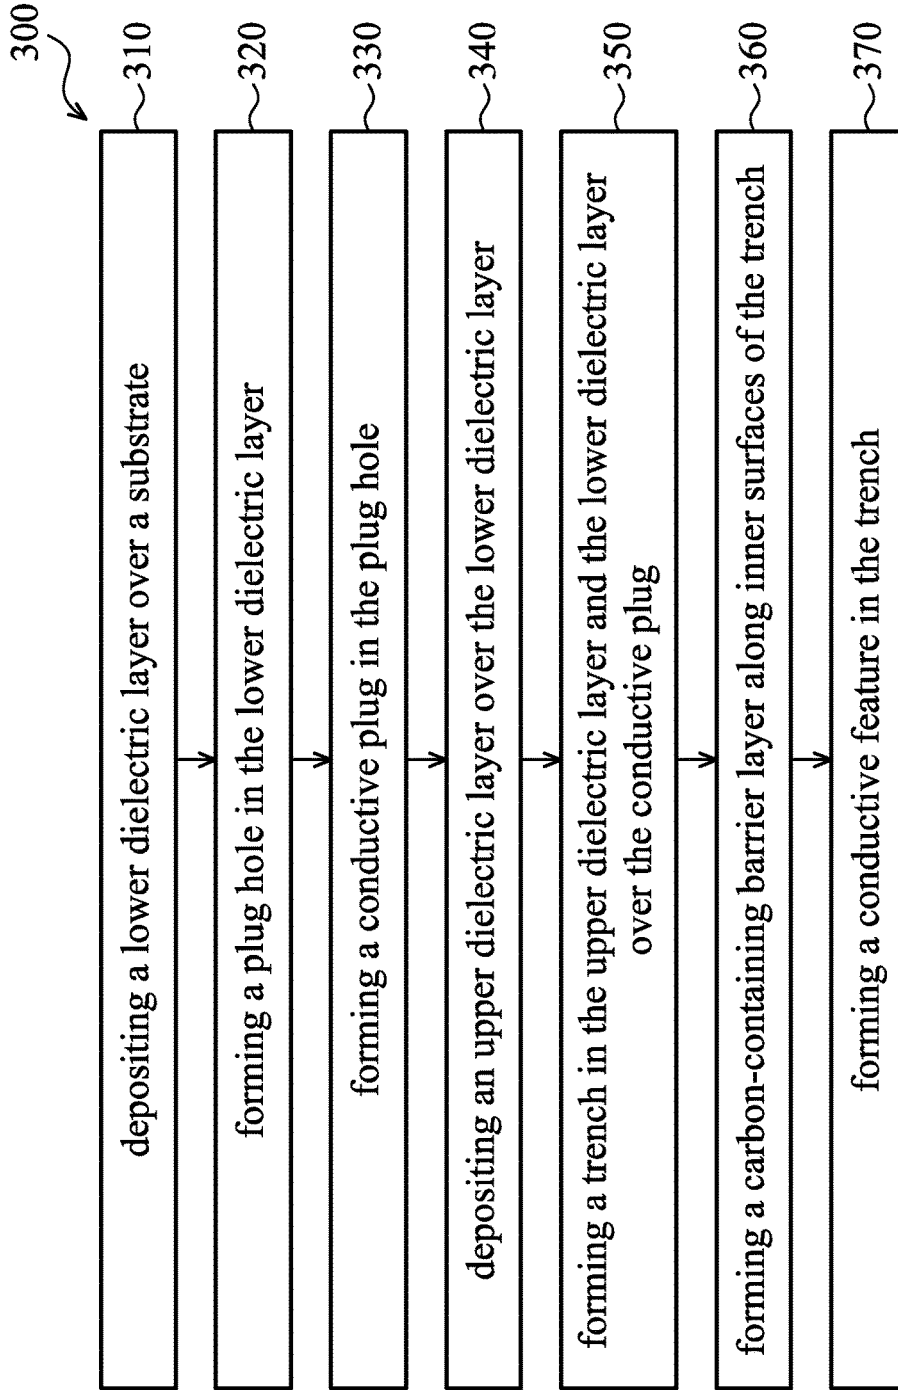 300
depositing a lower dielectric layer over a substrate
310
forming a plug hole in the lower dielectric layer
320
forming a conductive plug in the plug hole
330
depositing an upper dielectric layer over the lower dielectric layer
340
forming a trench in the upper dielectric layer and the lower dielectric layer
over the conductive plug
350
forming a carbon-containing barrier layer along inner surfaces of the trench
360
forming a conductive feature in the trench
370